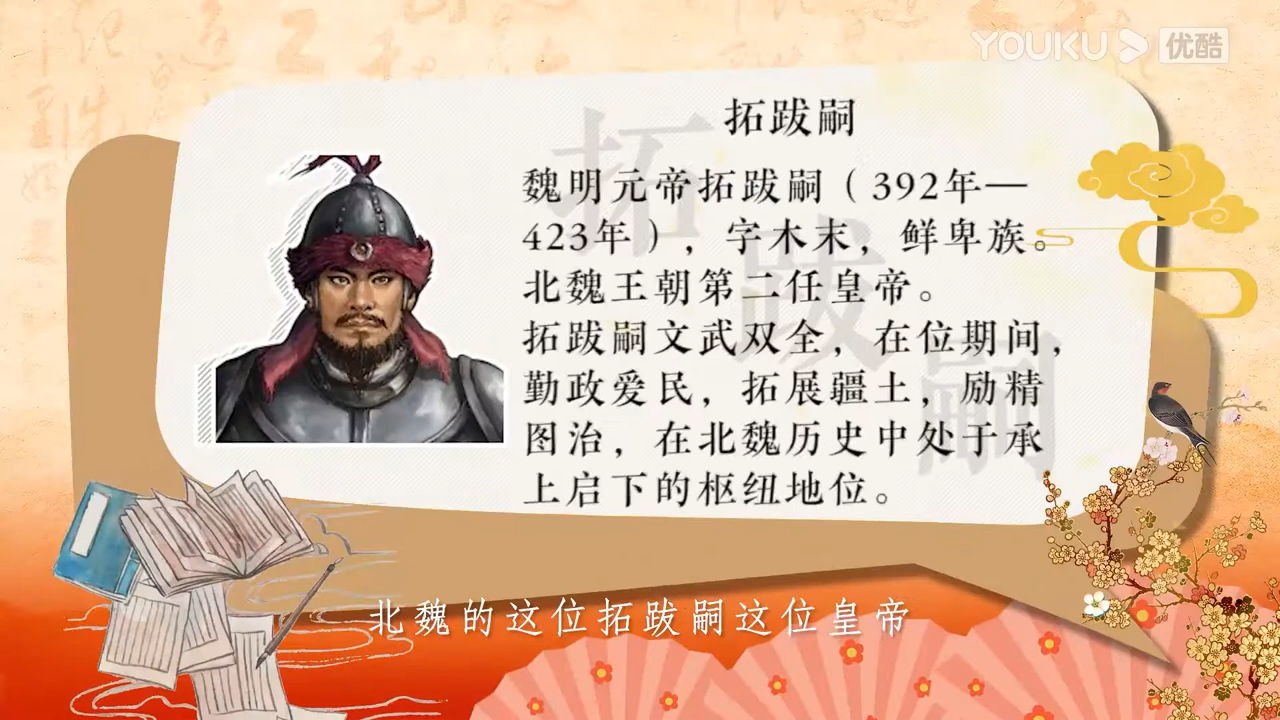 YOUKU 优酷
拓跋嗣
魏明元帝拓跋嗣（392年—
423年），字木末，鲜卑族。
北魏王朝第二任皇帝。
拓跋嗣文武双全，在位期间，
勤政爱民，拓展疆土，励精
图治，在北魏历史中处于承
上启下的枢纽地位。
拓
跋
嗣
北魏的这位拓跋嗣这位皇帝